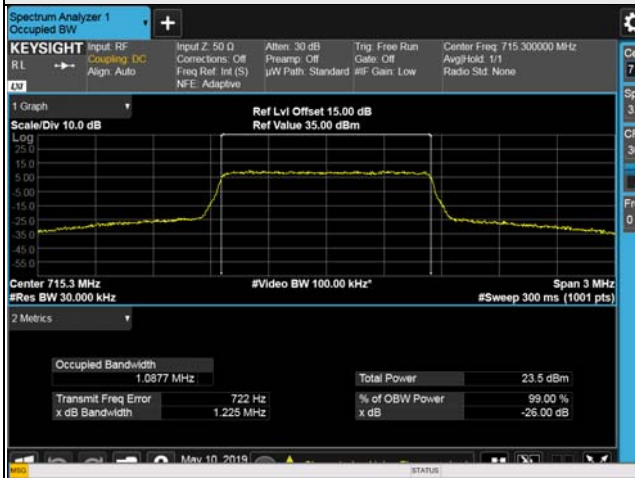 Spectrum Analyzer 1
Occupied BW
+
KEYSIGHT Input: RF Input Z: 50 Ω Atten: 30 dB Trig: Free Run Center Freq: 715.300000 MHz
RL Coupling: DC Corrections: Off Preamp: Off Gate: Off Avg|Hold: 1/1
Align: Auto Freq Ref: Int (S) µW Path: Standard #IF Gain: Low Radio Std: None
LXI NFE: Adaptive
1 Graph
Scale/Div 10.0 dB
Ref Lvl Offset 15.00 dB
Ref Value 35.00 dBm
Log
25.0
15.0
5.00
-5.00
-15.0
-25.0
-35.0
-45.0
-55.0
Center 715.3 MHz #Video BW 100.00 kHz* Span 3 MHz
#Res BW 30.000 kHz #Sweep 300 ms (1001 pts)
2 Metrics
Occupied Bandwidth
1.0877 MHz Total Power 23.5 dBm
Transmit Freq Error 722 Hz % of OBW Power 99.00 %
x dB Bandwidth 1.225 MHz x dB -26.00 dB
May 10, 2019
MSG STATUS